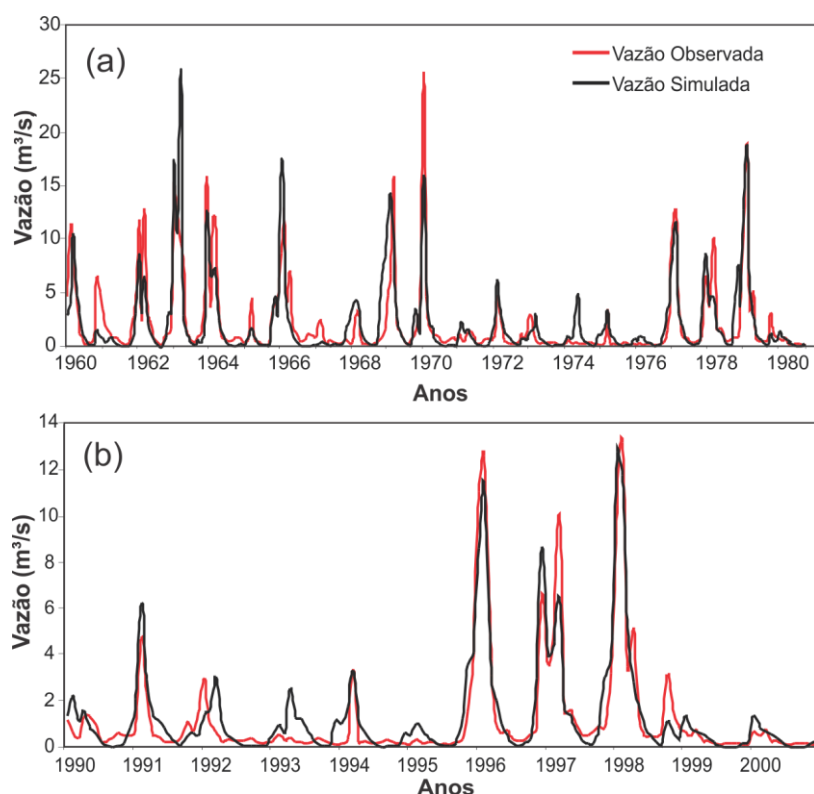 30
25
20
15
10
5
0
Vazão (m³/s)
(a)
Vazão Observada
Vazão Simulada
1960 1962 1964 1966 1968 1970 1972 1974 1976 1978 1980
Anos
14
12
10
8
6
4
2
0
Vazão (m³/s)
(b)
1990 1991 1992 1993 1994 1995 1996 1997 1998 1999 2000
Anos